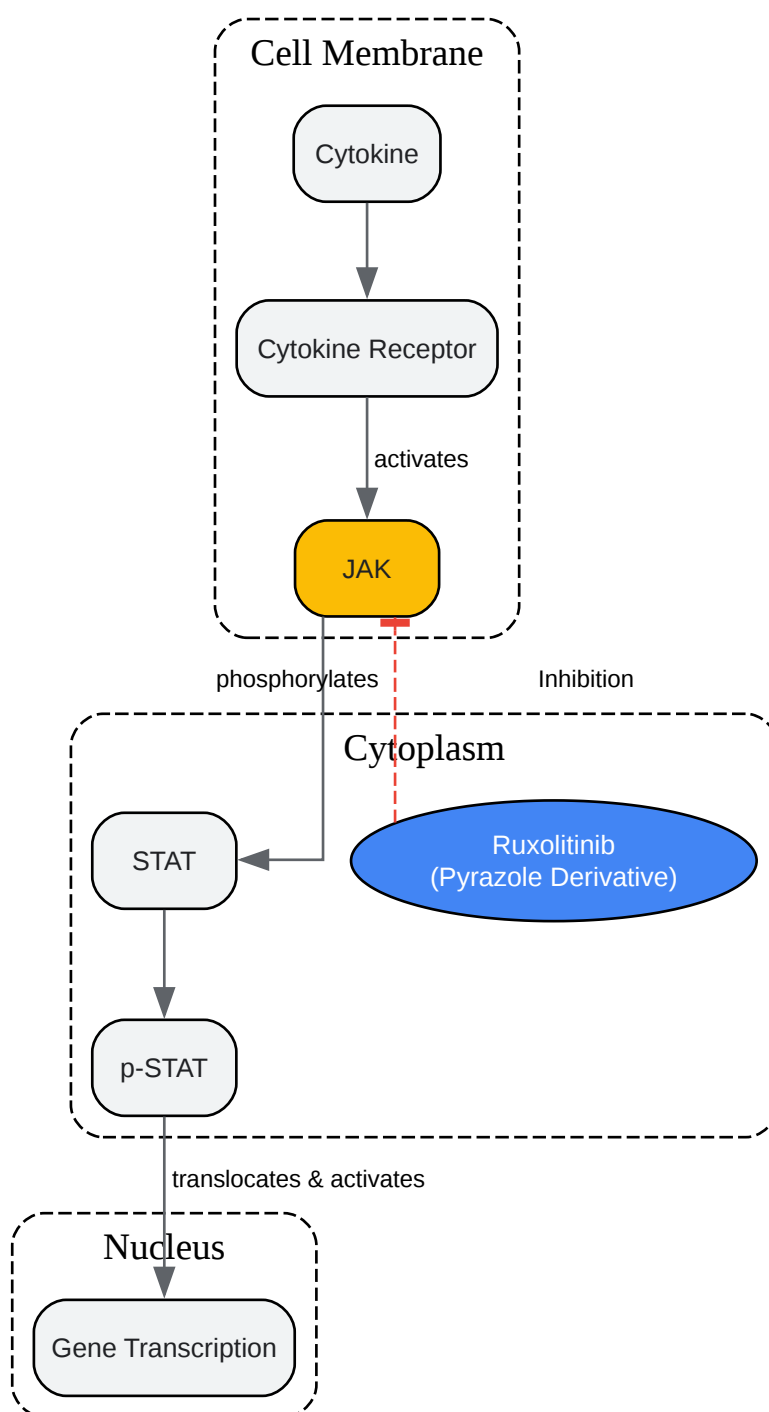 Cell Membrane
Cytokine
Cytokine Receptor
activates
JAK
phosphorylates
Inhibition
Cytoplasm
STAT
Ruxolitinib
(Pyrazole Derivative)
p-STAT
translocates & activates
Nucleus
Gene Transcription